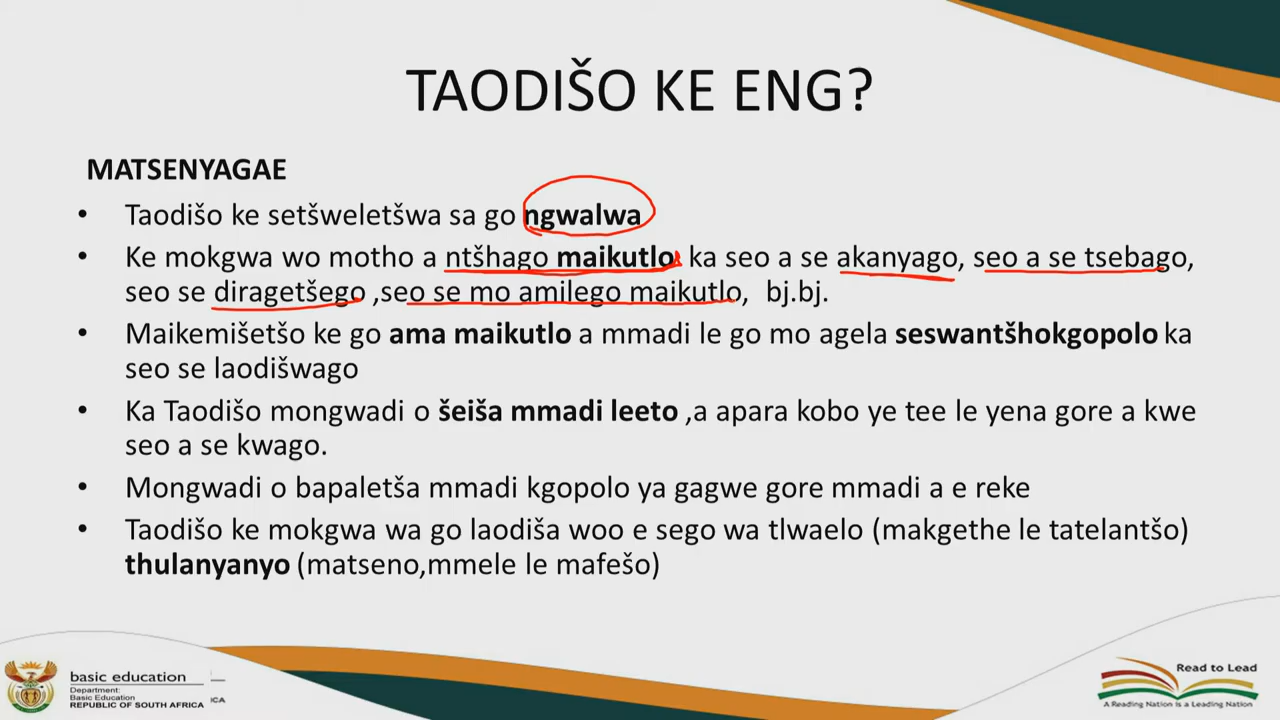 TAODIŠO KE ENG?
MATSENYAGAE
• Taodišo ke setšweletšwa sa go ngwalwa
• Ke mokgwa wo motho a ntšhago maikutlo ka seo a se akanyago, seo a se tsebago,
seo se diragetšego ,seo se mo amilego maikutlo, bj.bj.
• Maikemišetšo ke go ama maikutlo a mmadi le go mo agela seswantšhokgopolo ka
seo se laodišwago
• Ka Taodišo mongwadi o šeiša mmadi leeto ,a apara kobo ye tee le yena gore a kwe
seo a se kwago.
• Mongwadi o bapaletša mmadi kgopolo ya gagwe gore mmadi a e reke
• Taodišo ke mokgwa wa go laodiša woo e sego wa tlwaelo (makgethe le tatelantšo)
thulanyanyo (matseno,mmele le mafešo)
basic education
Department:
Basic Education
REPUBLIC OF SOUTH AFRICA
ICA
Read to Lead
A Reading Nation is a Leading Nation